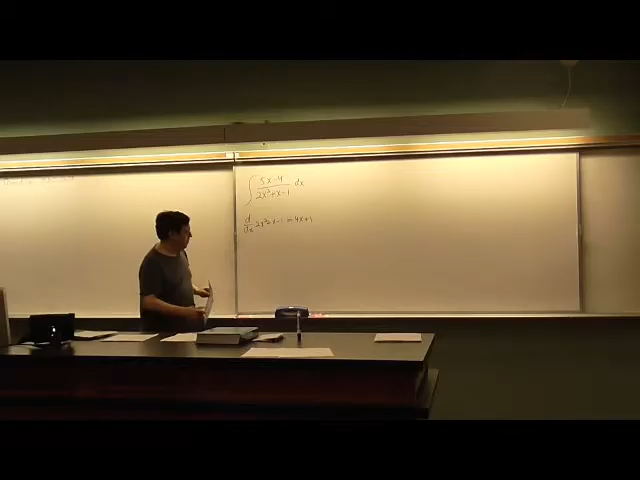 ∫ 5x-4 / 2x²+x-1 dx
d/dx 2x²+x-1 = 4x+1